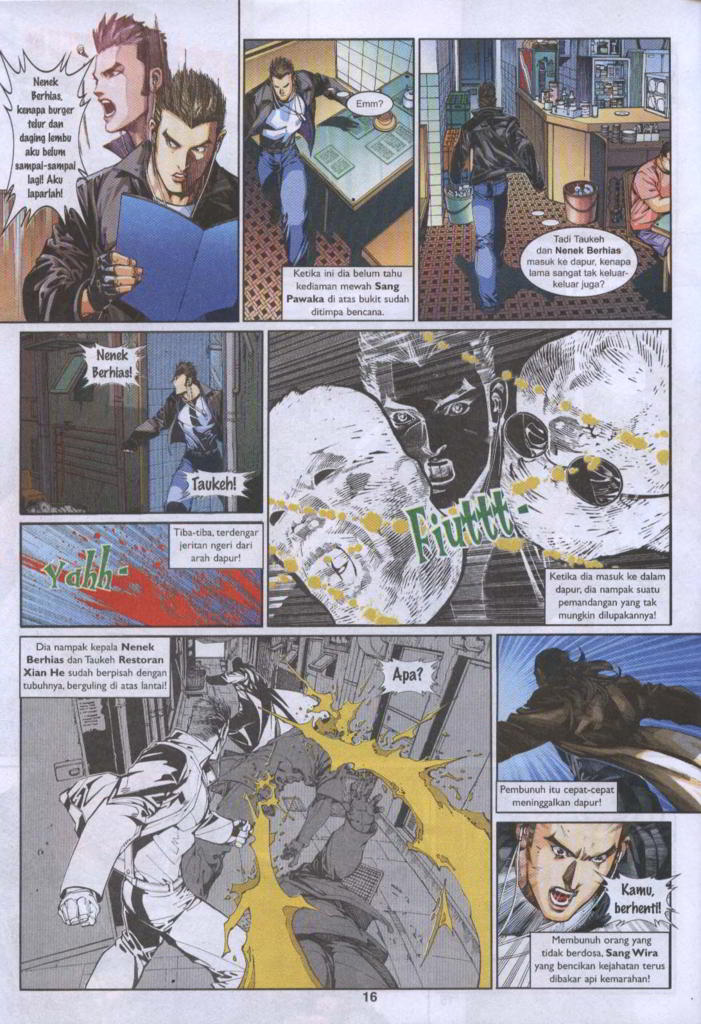 Nenek
Berhias,
kenapa burger
telur dan
daging lembu
aku belum
sampai-sampai
lagi! Aku
laparlah!
Emm?
Ketika ini dia belum tahu
kediaman mewah Sang
Pawaka di atas bukit sudah
ditimpa bencana.
Tadi Taukeh
dan Nenek Berhias
masuk ke dapur, kenapa
lama sangat tak keluar-
keluar juga?
Nenek
Berhias!
Taukeh!
Yahh-
Tiba-tiba, terdengar
jeritan ngeri dari
arah dapur!
Fiuttt-
Ketika dia masuk ke dalam
dapur, dia nampak suatu
pemandangan yang tak
mungkin dilupakannya!
Dia nampak kepala Nenek
Berhias dan Taukeh Restoran
Xian He sudah berpisah dengan
tubuhnya, berguling di atas lantai!
Apa?
Pembunuh itu cepat-cepat
meninggalkan dapur!
Kamu,
berhenti!
Membunuh orang yang
tidak berdosa, Sang Wira
yang bencikan kejahatan terus
dibakar api kemarahan!
16